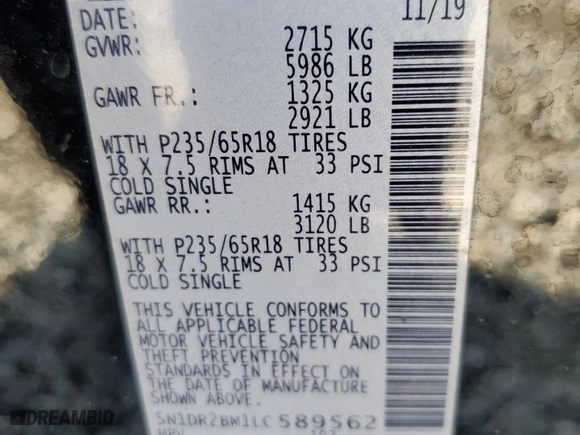 DATE: 11/19
GVWR: 2715 KG
5986 LB
GAWR FR.: 1325 KG
2921 LB
WITH P235/65R18 TIRES
18 X 7.5 RIMS AT 33 PSI
COLD SINGLE
GAWR RR.: 1415 KG
3120 LB
WITH P235/65R18 TIRES
18 X 7.5 RIMS AT 33 PSI
COLD SINGLE
THIS VEHICLE CONFORMS TO
ALL APPLICABLE FEDERAL
MOTOR VEHICLE SAFETY AND
THEFT PREVENTION
STANDARDS IN EFFECT ON
THE DATE OF MANUFACTURE
SHOWN ABOVE.
5N1DR2BM1LC589562
DREAMBID